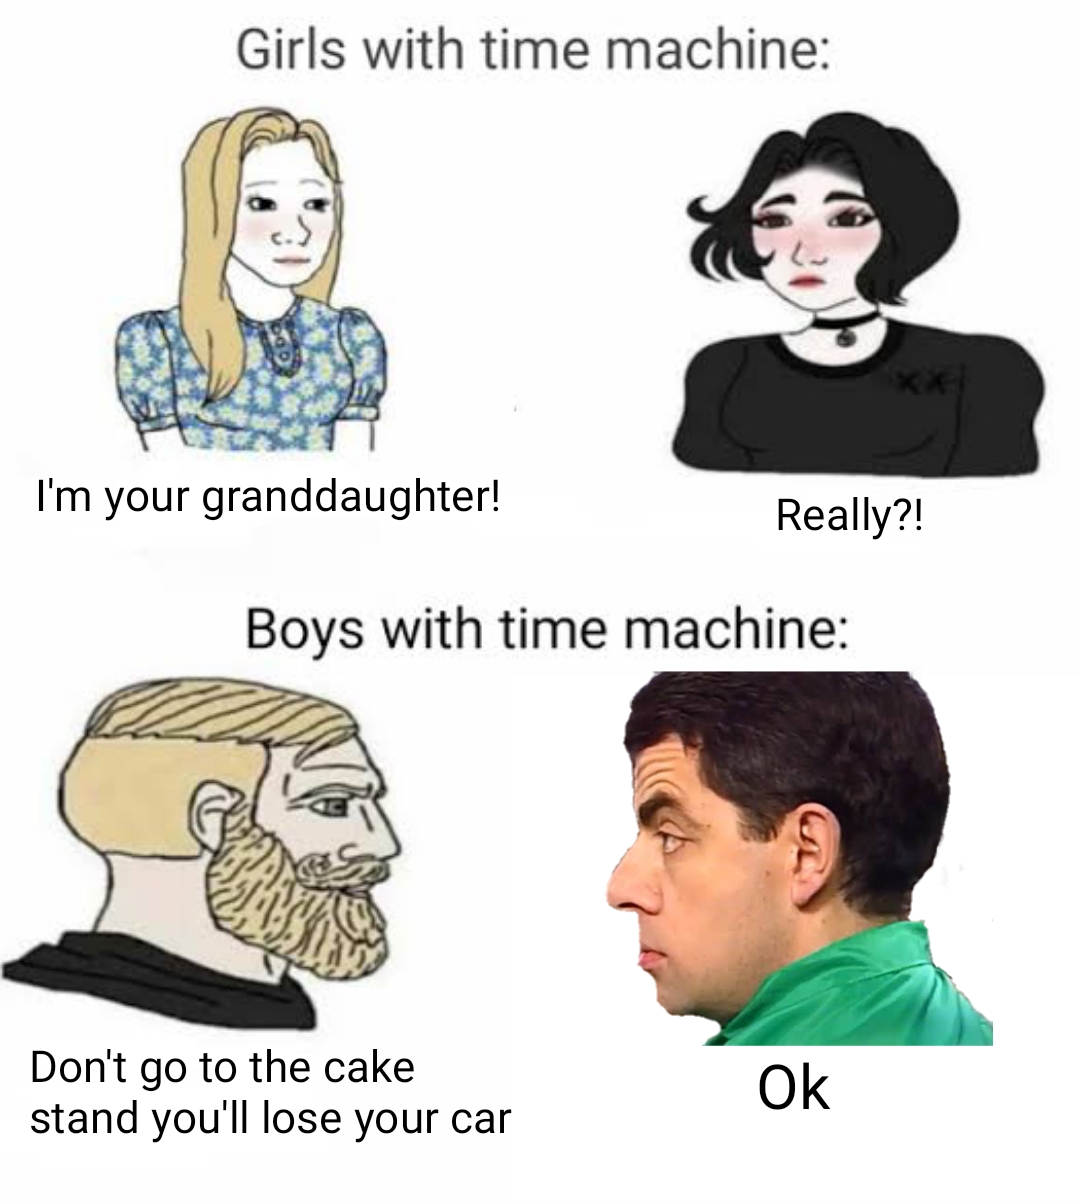 Girls with time machine:
I'm your granddaughter!
Really?!
Boys with time machine:
Don't go to the cake
stand you'll lose your car
Ok